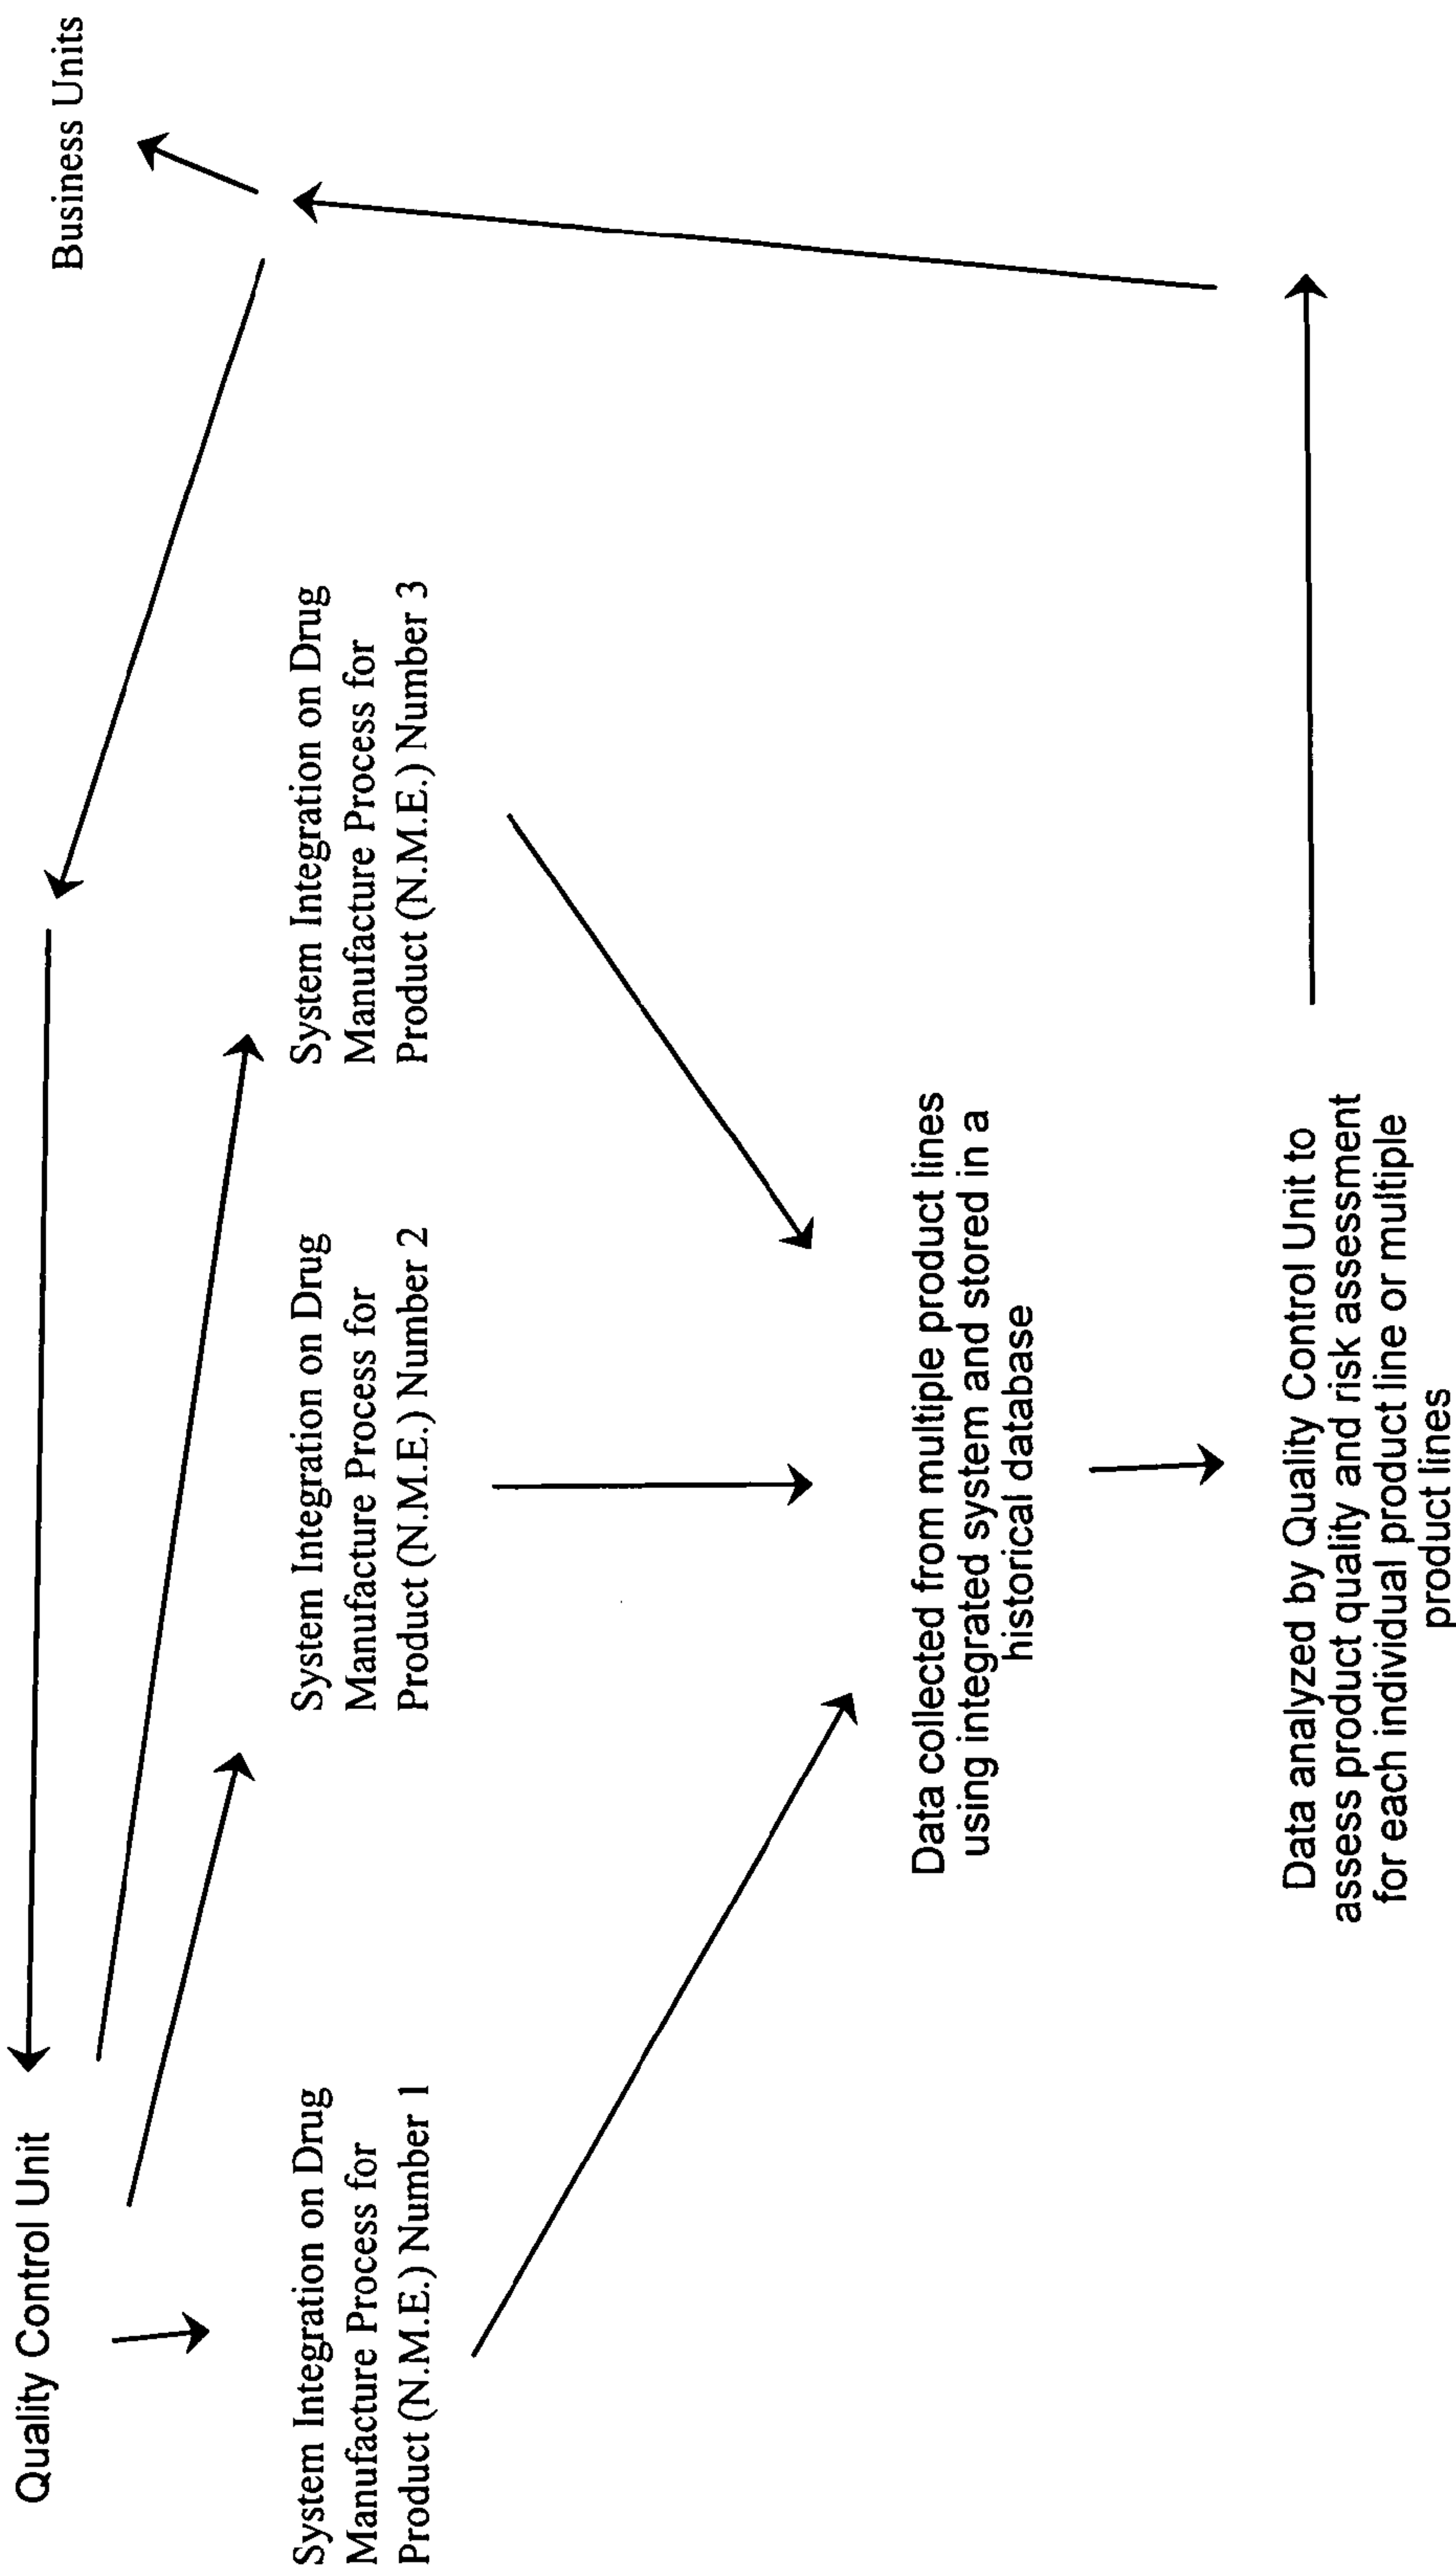 Quality Control Unit
Business Units
System Integration on Drug
Manufacture Process for
Product (N.M.E.) Number 1
System Integration on Drug
Manufacture Process for
Product (N.M.E.) Number 2
System Integration on Drug
Manufacture Process for
Product (N.M.E.) Number 3
Data collected from multiple product lines
using integrated system and stored in a
historical database
Data analyzed by Quality Control Unit to
assess product quality and risk assessment
for each individual product line or multiple
product lines